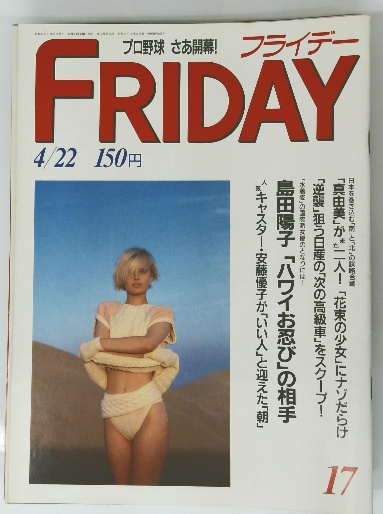 プロ野球 さあ開幕!
フライデー
FRIDAY
4/22 150円
「真由美」がまた二人!「花束の少女」にナゾだらけ
「逆襲」狙う日産の「次の高級車」をスクープ!
島田陽子「ハワイお忍び」の相手
人気キャスター・安藤優子が「いい人」と迎えた「朝」
17